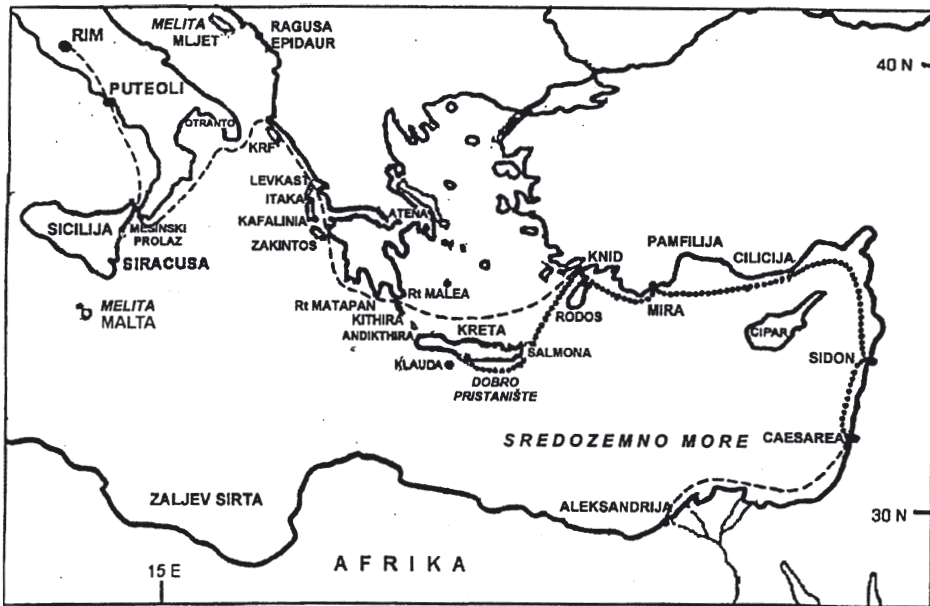 MELITA
MLJET
RAGUSA
EPIDAUR
RIM
40 N
PUTEOLI
OTRANTO
KRF
LEVKAST
ITAKA
ATENA
KAFALINIA
ZAKINTOS
SICILIJA
MESINSKI
PROLAZ
SIRACUSA
KNID
PAMFILIJA
CILICIJA
MELITA
MALTA
Rt MATAPAN
Rt MALEA
KITHIRA
ANDIKTHIRA
KRETA
RODOS
MIRA
CIPAR
KLAUDA
SALMONA
SIDON
DOBRO
PRISTANIŠTE
SREDOZEMNO MORE
CAESAREA
ZALJEV SIRTA
ALEKSANDRIJA
30 N
AFRIKA
15 E